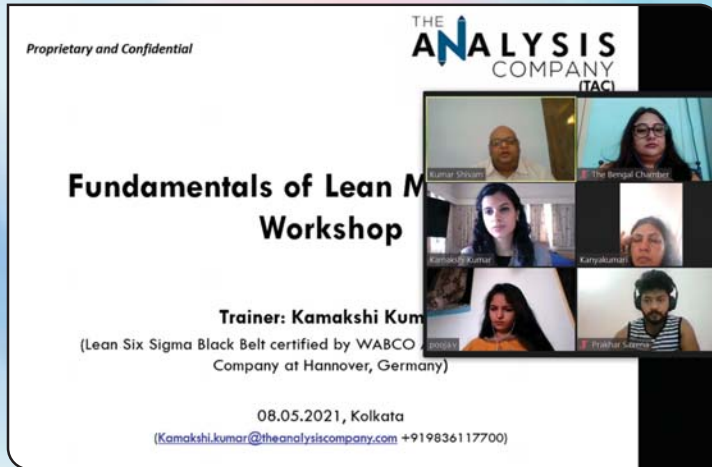 Proprietary and Confidential
THE
ANALYSIS
COMPANY
(TAC)
Fundamentals of Lean M
Workshop
Trainer: Kamakshi Kum
(Lean Six Sigma Black Belt certified by WABCO
Company at Hannover, Germany)
08.05.2021, Kolkata
(Kamakshi.kumar@theanalysiscompany.com +919836117700)
Kumar Shivam
The Bengal Chamber
Kamakshi Kumar
Kanyakumari
pooja.v
Prakhar Saxena